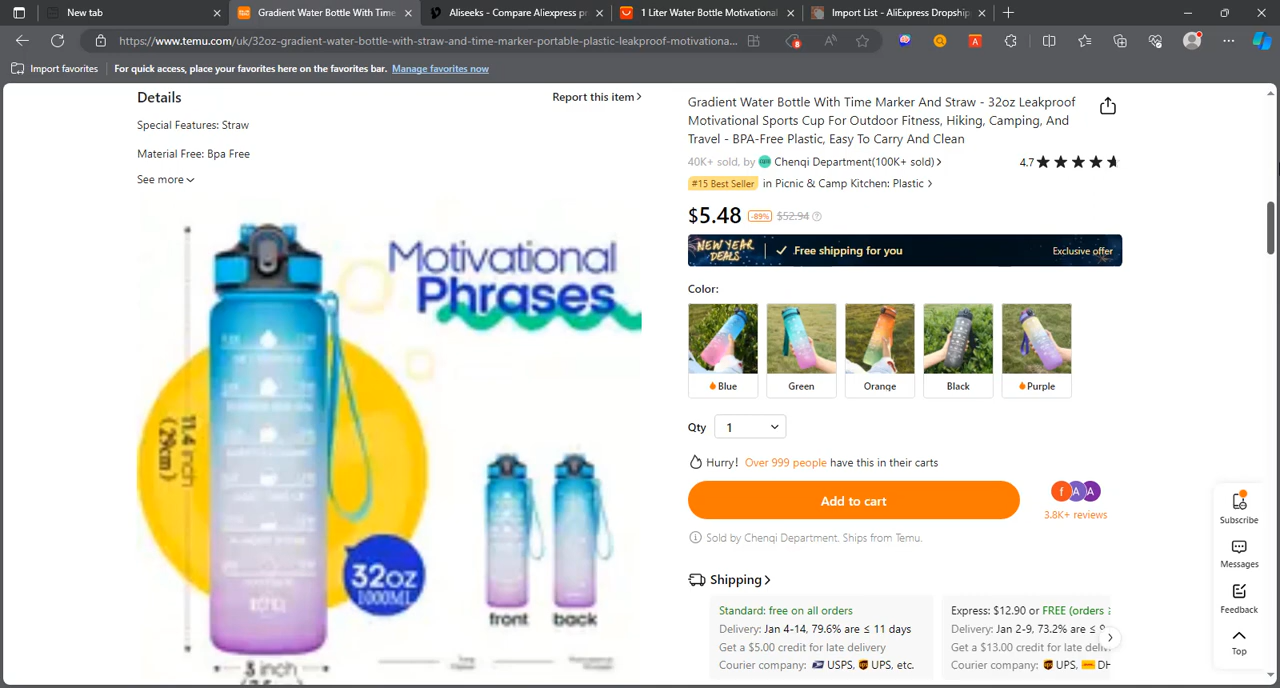 New tab
Gradient Water Bottle With Time
Aliseeks - Compare Aliexpress pr
1 Liter Water Bottle Motivational
Import List - AliExpress Dropship
https://www.temu.com/uk/32oz-gradient-water-bottle-with-straw-and-time-marker-portable-plastic-leakproof-motivationa...
Import favorites
For quick access, place your favorites here on the favorites bar. Manage favorites now
Details
Report this item
Special Features: Straw
Material Free: Bpa Free
See more
Motivational
Phrases
11.4 inch
(29cm)
32oz
1000ML
front
back
3 inch
Gradient Water Bottle With Time Marker And Straw - 32oz Leakproof
Motivational Sports Cup For Outdoor Fitness, Hiking, Camping, And
Travel - BPA-Free Plastic, Easy To Carry And Clean
40K+ sold, by Chenqi Department(100K+ sold)
4.7
#15 Best Seller in Picnic & Camp Kitchen: Plastic
$5.48 -89% $52.94
NEW YEAR
DEALS
Free shipping for you
Exclusive offer
Color:
Blue
Green
Orange
Black
Purple
Qty 1
Hurry! Over 999 people have this in their carts
Add to cart
f A A
3.8K+ reviews
Sold by Chenqi Department. Ships from Temu.
Shipping
Standard: free on all orders
Delivery: Jan 4-14, 79.6% are ≤ 11 days
Get a $5.00 credit for late delivery
Courier company: USPS, UPS, etc.
Express: $12.90 or FREE (orders
Delivery: Jan 2-9, 73.2% are ≤ 9
Get a $13.00 credit for late deliv
Courier company: UPS, DH
Subscribe
Messages
Feedback
Top